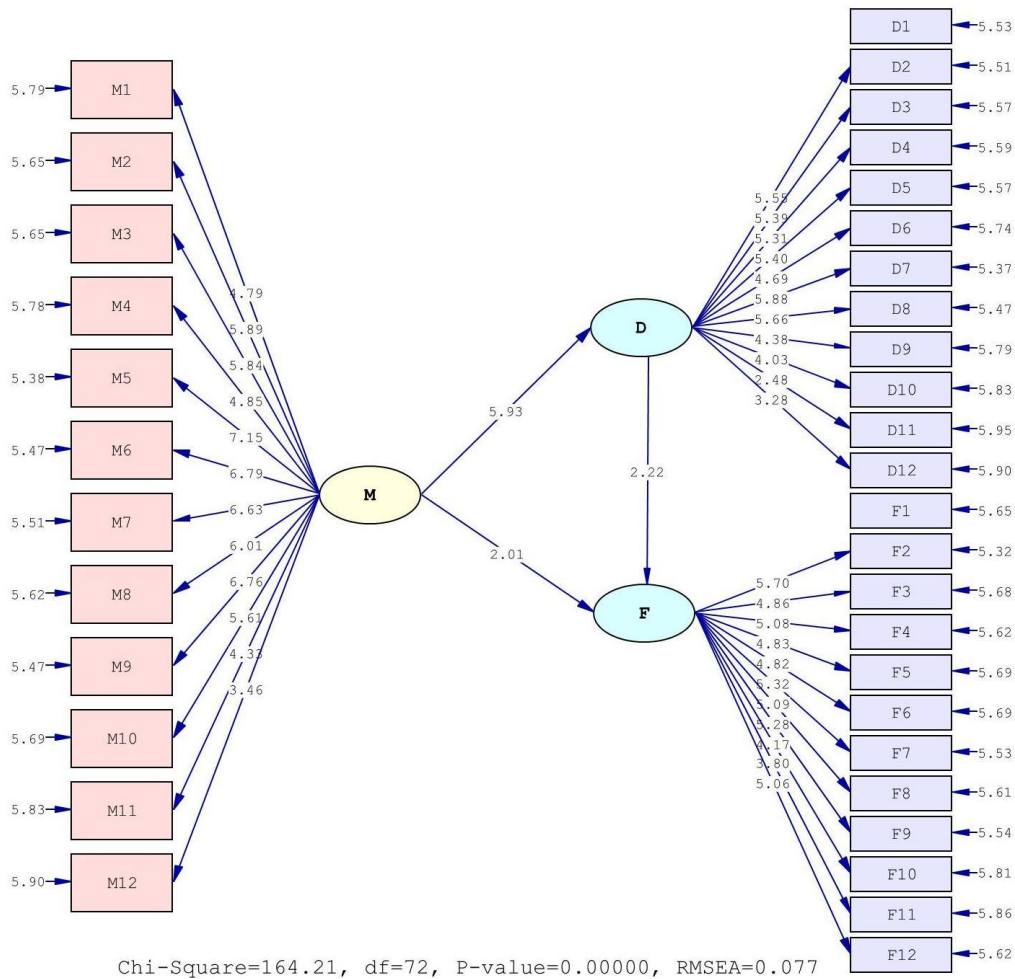 5.79 M1
5.65 M2
5.65 M3
5.78 M4
5.38 M5
5.47 M6
5.51 M7
5.62 M8
5.47 M9
5.69 M10
5.83 M11
5.90 M12
4.79
5.89
5.84
4.85
7.15
6.79
6.63
6.01
6.76
5.61
4.33
3.46
M
5.93
2.01
D
2.22
F
5.55
5.39
5.31
5.40
4.69
5.88
5.66
4.38
4.03
2.48
3.28
5.70
4.86
5.08
4.83
4.82
5.32
5.09
5.28
4.17
3.80
5.06
D1 5.53
D2 5.51
D3 5.57
D4 5.59
D5 5.57
D6 5.74
D7 5.37
D8 5.47
D9 5.79
D10 5.83
D11 5.95
D12 5.90
F1 5.65
F2 5.32
F3 5.68
F4 5.62
F5 5.69
F6 5.69
F7 5.53
F8 5.61
F9 5.54
F10 5.81
F11 5.86
F12 5.62
Chi-Square=164.21, df=72, P-value=0.00000, RMSEA=0.077